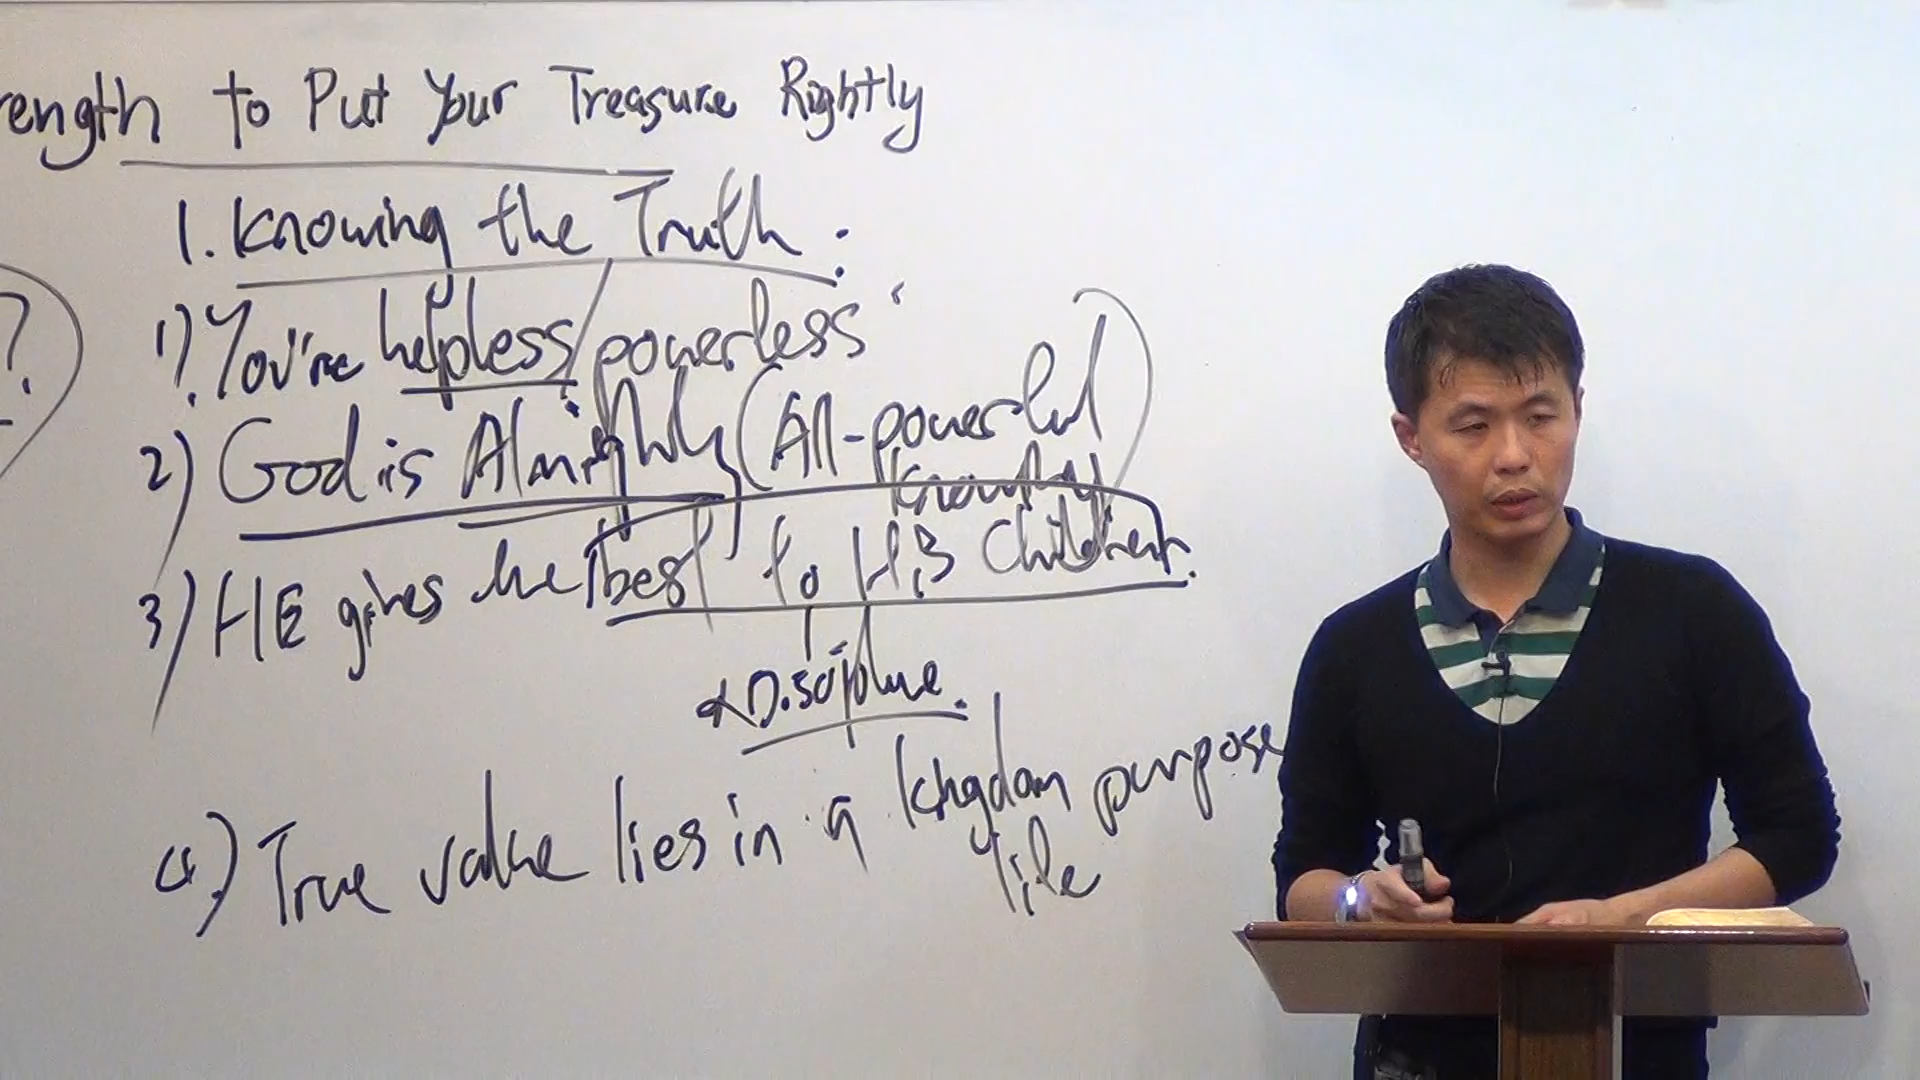 rength to Put Your Treasure Rightly
1. Knowing the Truth :
?
1) You're helpless/powerless
2) God is Almighty (All-powerful)
knowing
3) HE gives the best to His Children.
* Discipline.
4) True value lies in a kingdom purpose
life